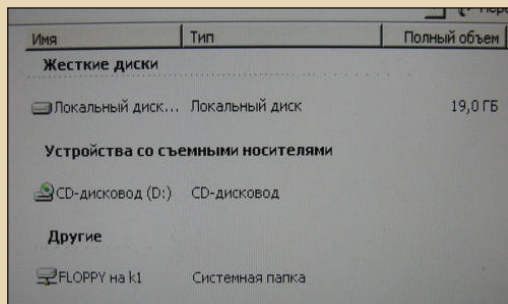 Имя Тип Полный объем
Жесткие диски
Локальный диск... Локальный диск 19,0 ГБ
Устройства со съемными носителями
CD-дисковод (D:) CD-дисковод
Другие
FLOPPY на k1 Системная папка